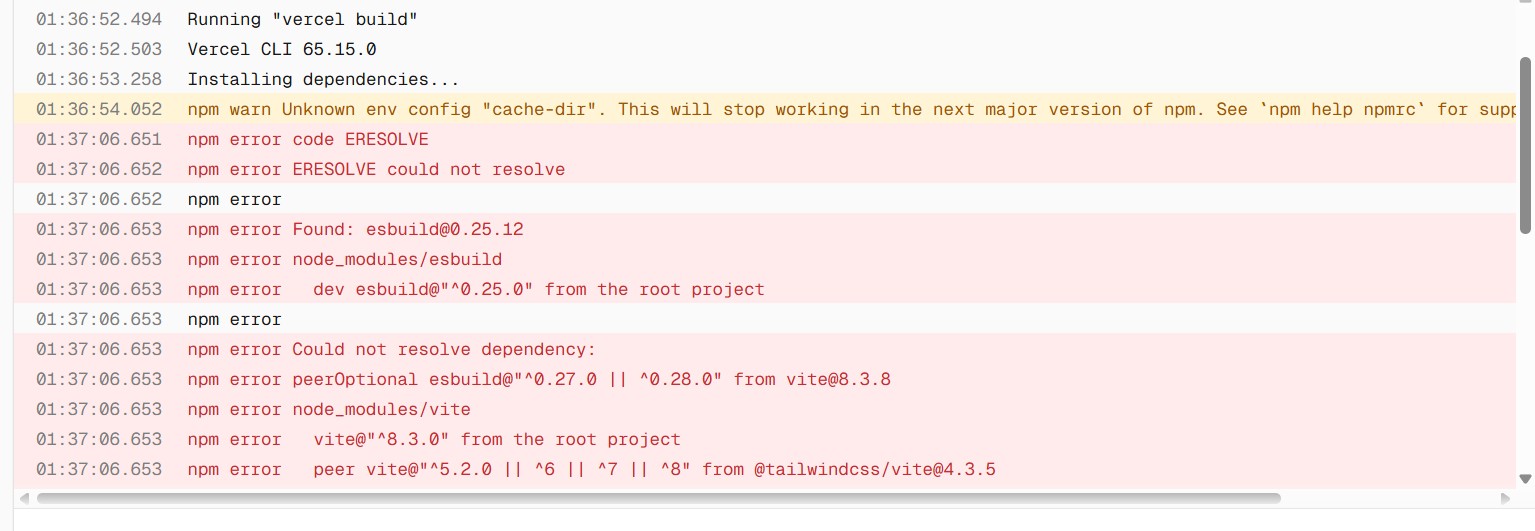 01:36:52.494 Running "vercel build"
01:36:52.503 Vercel CLI 65.15.0
01:36:53.258 Installing dependencies...
01:36:54.052 npm warn Unknown env config "cache-dir". This will stop working in the next major version of npm. See `npm help npmrc` for supp
01:37:06.651 npm error code ERESOLVE
01:37:06.652 npm error ERESOLVE could not resolve
01:37:06.652 npm error
01:37:06.653 npm error Found: esbuild@0.25.12
01:37:06.653 npm error node_modules/esbuild
01:37:06.653 npm error   dev esbuild@"^0.25.0" from the root project
01:37:06.653 npm error
01:37:06.653 npm error Could not resolve dependency:
01:37:06.653 npm error peerOptional esbuild@"^0.27.0 || ^0.28.0" from vite@8.3.8
01:37:06.653 npm error node_modules/vite
01:37:06.653 npm error   vite@"^8.3.0" from the root project
01:37:06.653 npm error   peer vite@"^5.2.0 || ^6 || ^7 || ^8" from @tailwindcss/vite@4.3.5